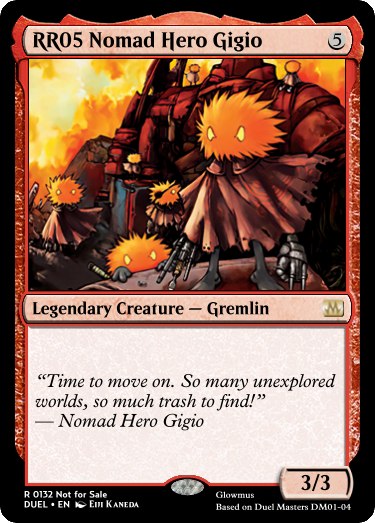 RR05 Nomad Hero Gigio 5
Legendary Creature — Gremlin
“Time to move on. So many unexplored
worlds, so much trash to find!”
— Nomad Hero Gigio
3/3
R 0132 Not for Sale
DUEL • EN Eiji Kaneda
Glowmus
Based on Duel Masters DM01-04